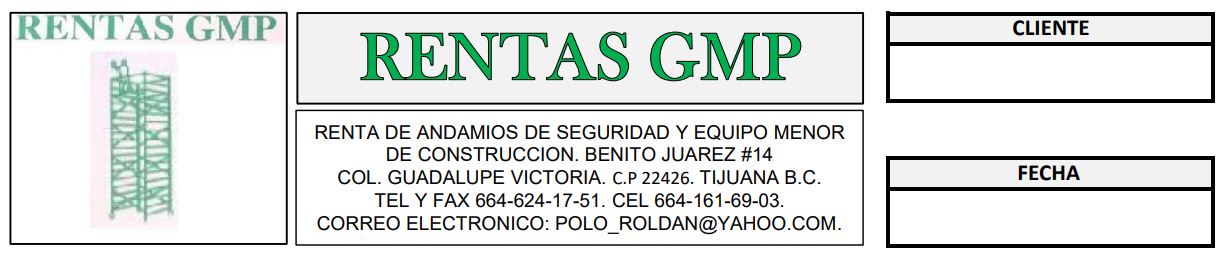 RENTAS GMP
RENTAS GMP
RENTA DE ANDAMIOS DE SEGURIDAD Y EQUIPO MENOR
DE CONSTRUCCION. BENITO JUAREZ #14
COL. GUADALUPE VICTORIA. C.P 22426. TIJUANA B.C.
TEL Y FAX 664-624-17-51. CEL 664-161-69-03.
CORREO ELECTRONICO: POLO_ROLDAN@YAHOO.COM.
CLIENTE
FECHA